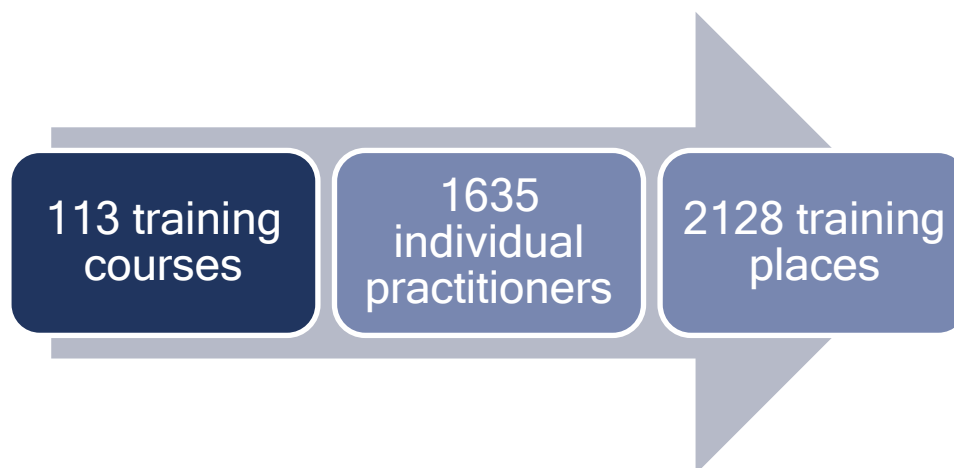 113 training
courses
1635
individual
practitioners
2128 training
places